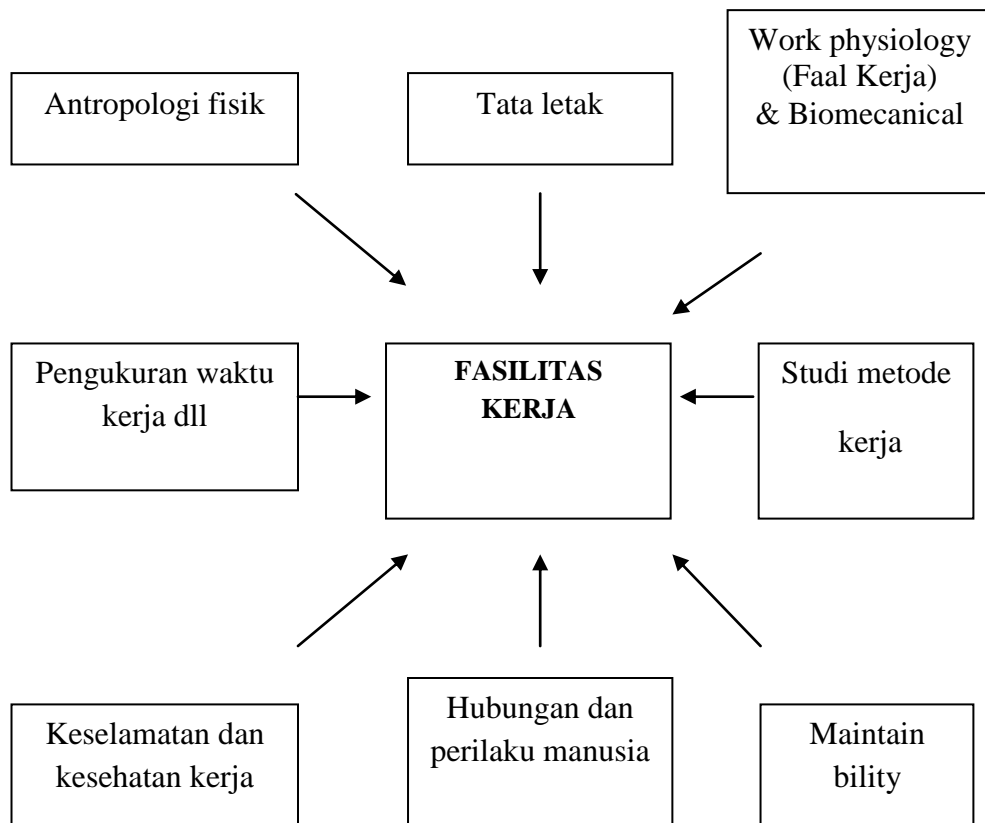 Antropologi fisik
Tata letak
Work physiology
(Faal Kerja)
& Biomecanical
Pengukuran waktu
kerja dll
FASILITAS
KERJA
Studi metode
kerja
Keselamatan dan
kesehatan kerja
Hubungan dan
perilaku manusia
Maintain
bility